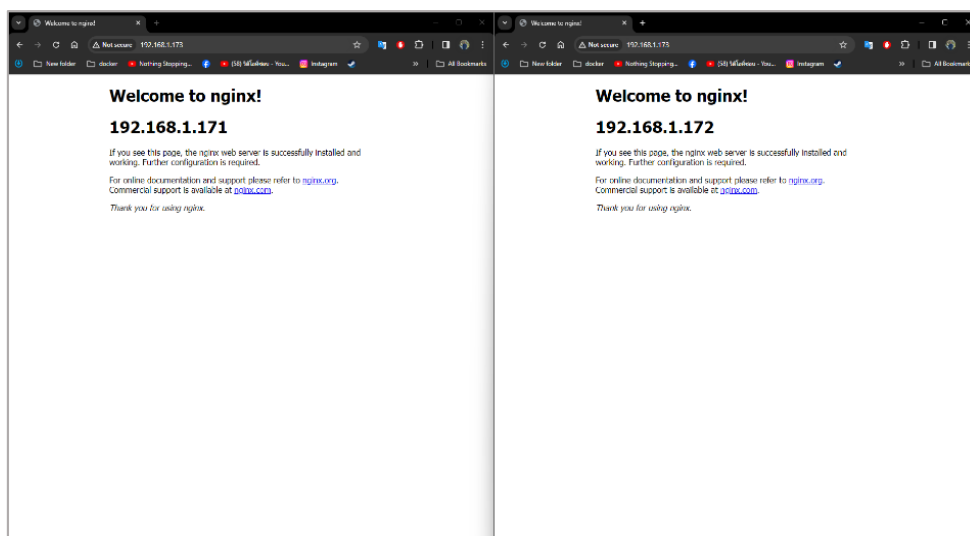 Welcome to nginx!
Not secure 192.168.1.173
New folder docker Nothing Stopping... (58) - You... Instagram » All Bookmarks
Welcome to nginx!
192.168.1.171
If you see this page, the nginx web server is successfully installed and
working. Further configuration is required.
For online documentation and support please refer to nginx.org.
Commercial support is available at nginx.com.
Thank you for using nginx.
Welcome to nginx!
Not secure 192.168.1.173
New folder docker Nothing Stopping... (58) - You... Instagram » All Bookmarks
Welcome to nginx!
192.168.1.172
If you see this page, the nginx web server is successfully installed and
working. Further configuration is required.
For online documentation and support please refer to nginx.org.
Commercial support is available at nginx.com.
Thank you for using nginx.